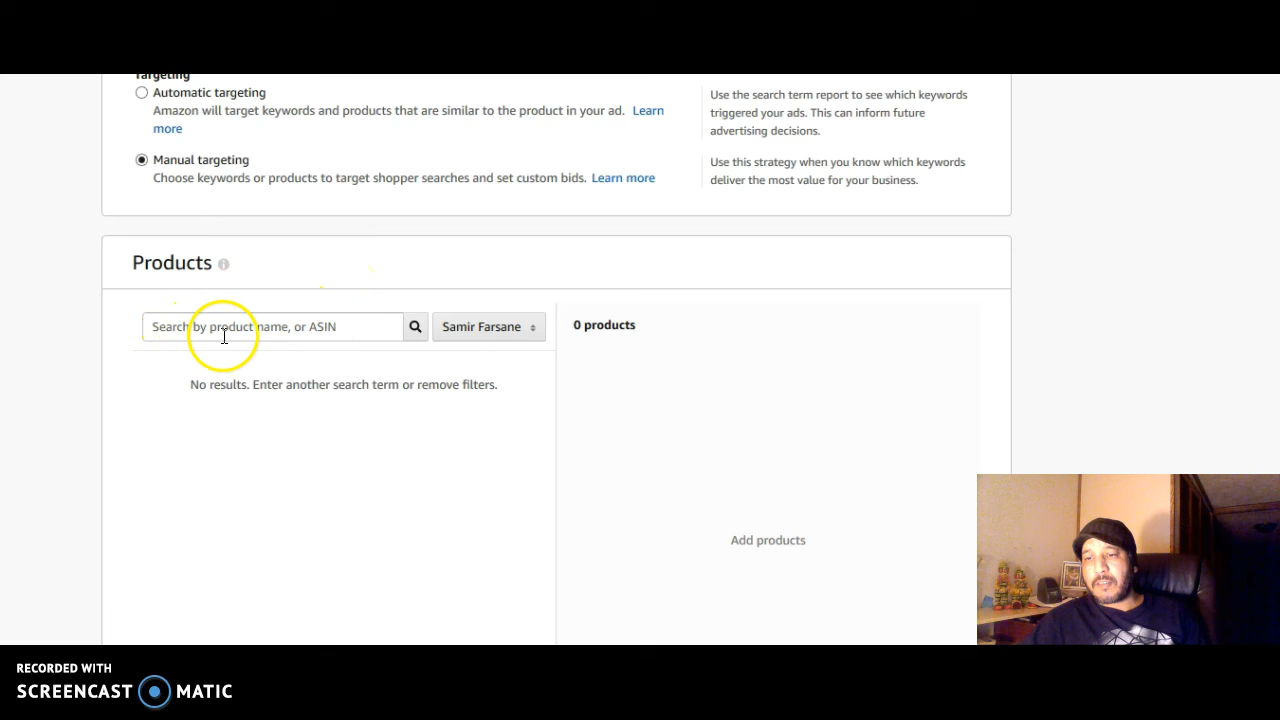 Targeting
Automatic targeting
Amazon will target keywords and products that are similar to the product in your ad. Learn
more
Use the search term report to see which keywords
triggered your ads. This can inform future
advertising decisions.
Manual targeting
Choose keywords or products to target shopper searches and set custom bids. Learn more
Use this strategy when you know which keywords
deliver the most value for your business.
Products
Search by product name, or ASIN
Samir Farsane
0 products
No results. Enter another search term or remove filters.
Add products
RECORDED WITH
SCREENCAST MATIC